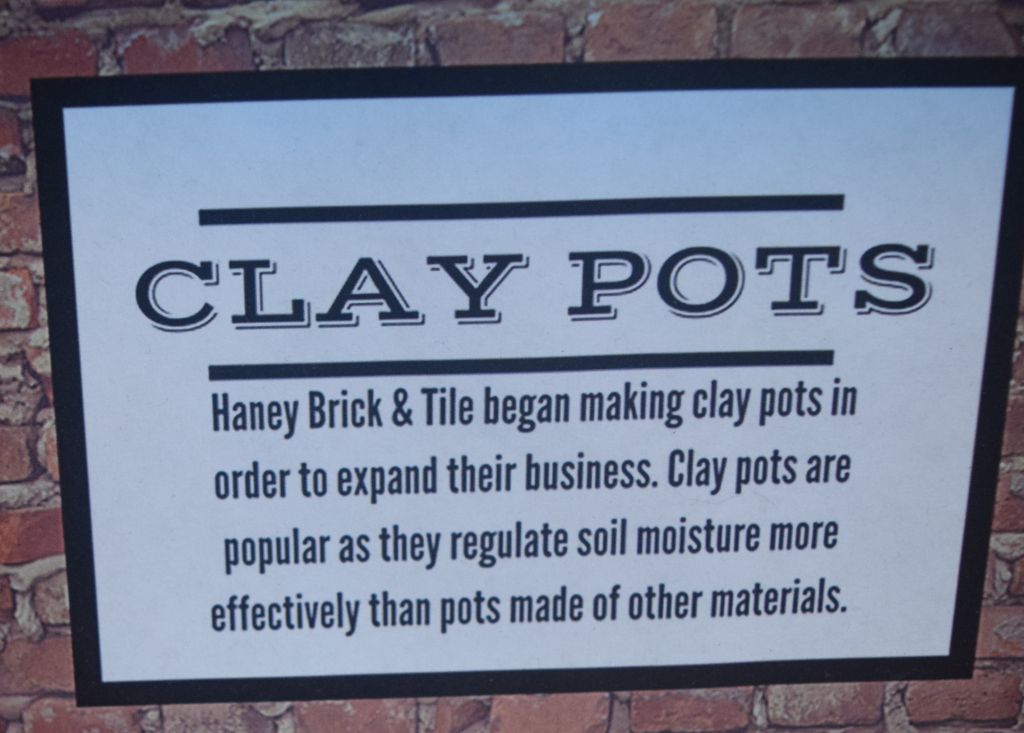 CLAY POTS
Haney Brick & Tile began making clay pots in
order to expand their business. Clay pots are
popular as they regulate soil moisture more
effectively than pots made of other materials.